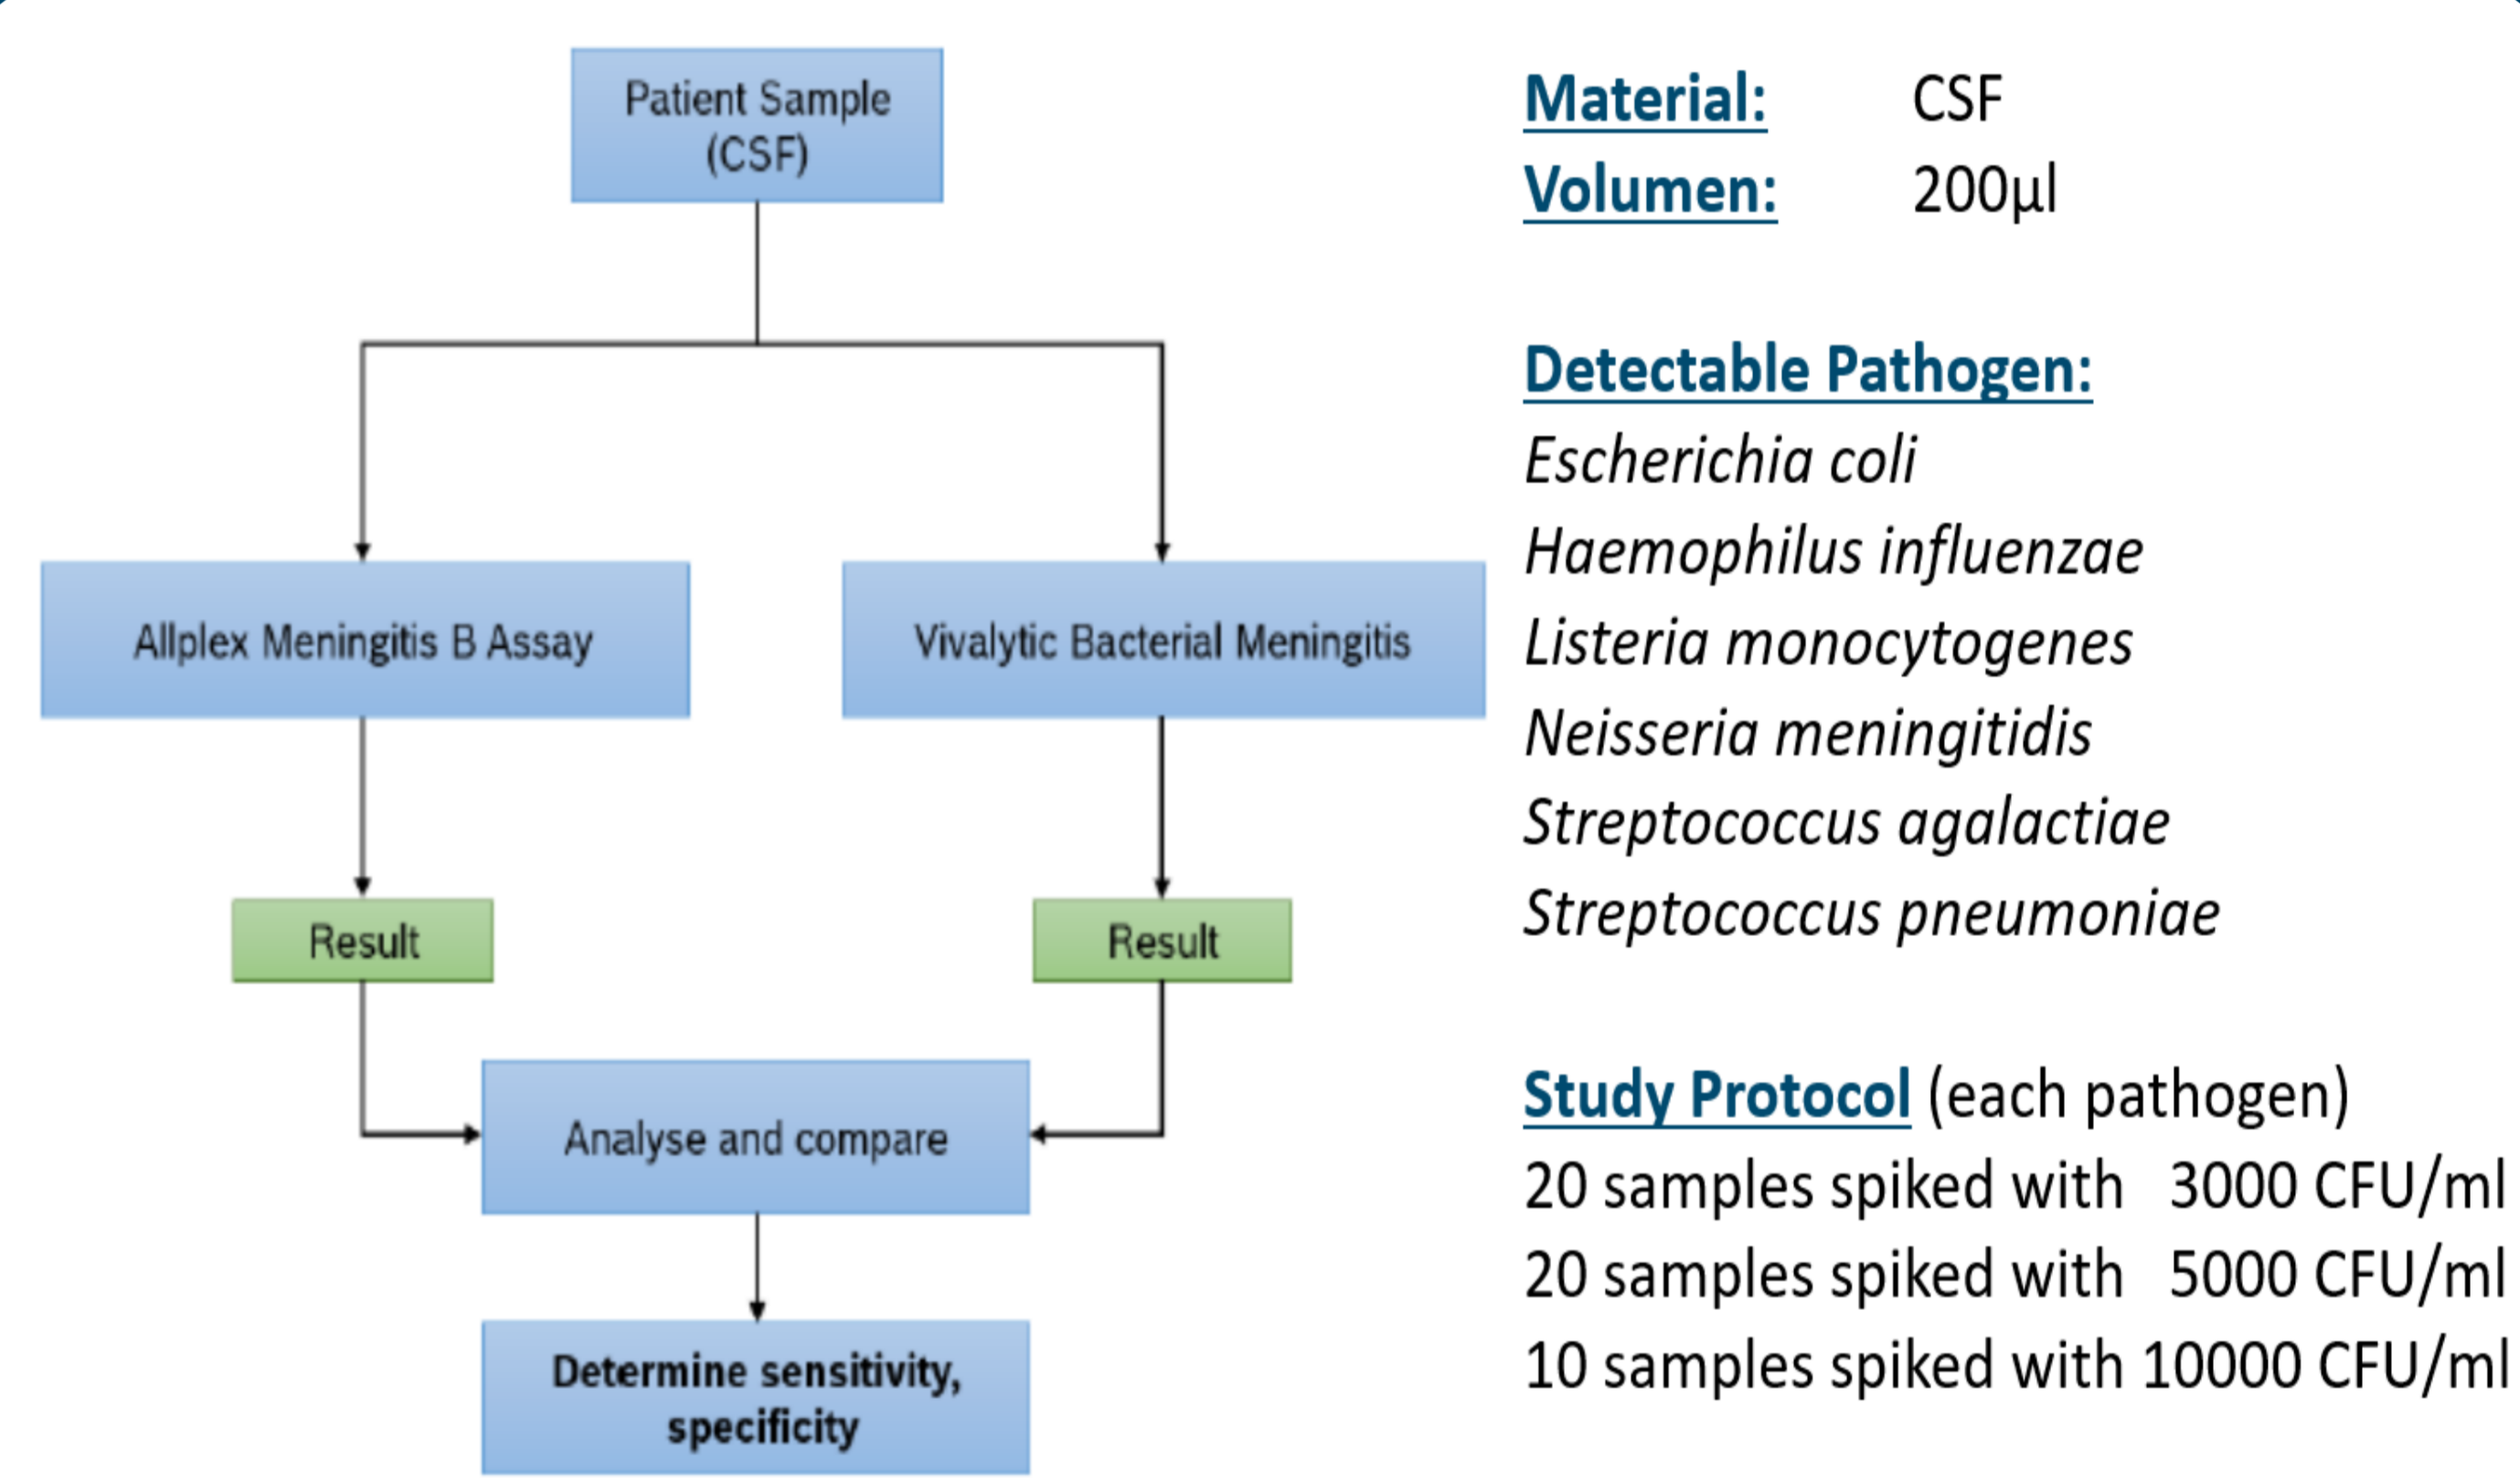 Patient Sample
(CSF)
Allplex Meningitis B Assay
Vivalytic Bacterial Meningitis
Result
Result
Analyse and compare
Determine sensitivity,
specificity
Material: CSF
Volumen: 200µl
Detectable Pathogen:
Escherichia coli
Haemophilus influenzae
Listeria monocytogenes
Neisseria meningitidis
Streptococcus agalactiae
Streptococcus pneumoniae
Study Protocol (each pathogen)
20 samples spiked with 3000 CFU/ml
20 samples spiked with 5000 CFU/ml
10 samples spiked with 10000 CFU/ml